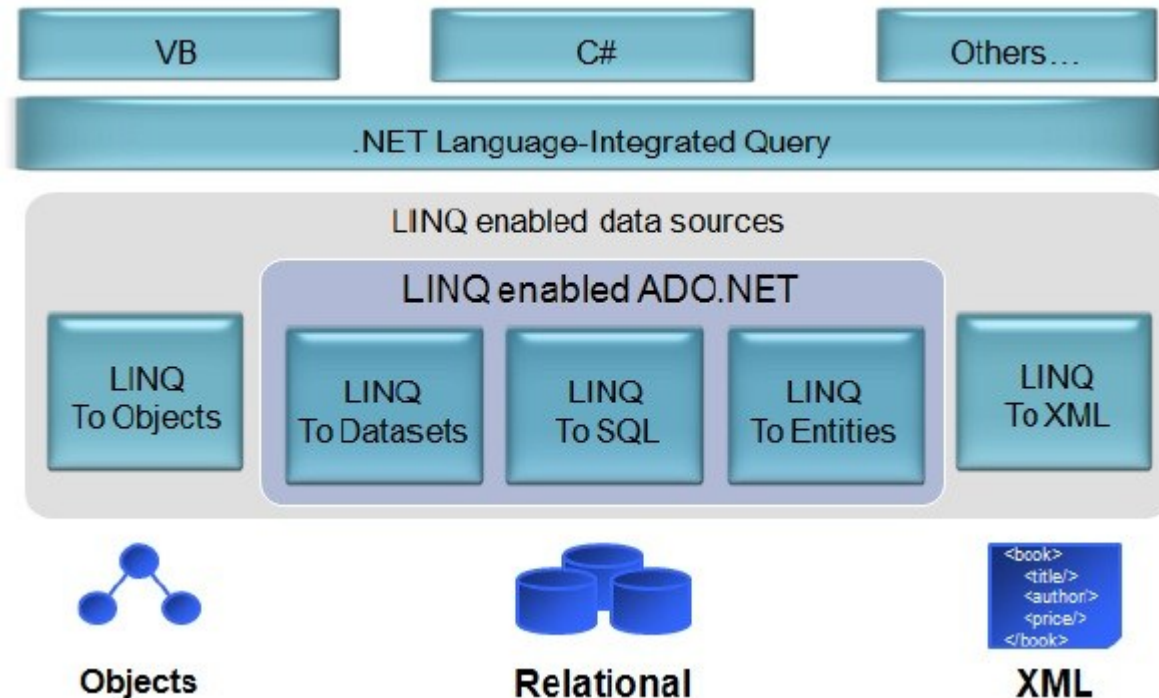 VB
C#
Others...
.NET Language-Integrated Query
LINQ enabled data sources
LINQ enabled ADO.NET
LINQ
To Objects
LINQ
To Datasets
LINQ
To SQL
LINQ
To Entities
LINQ
To XML
<book>
<title/>
<author/>
<price/>
</book>
Objects
Relational
XML